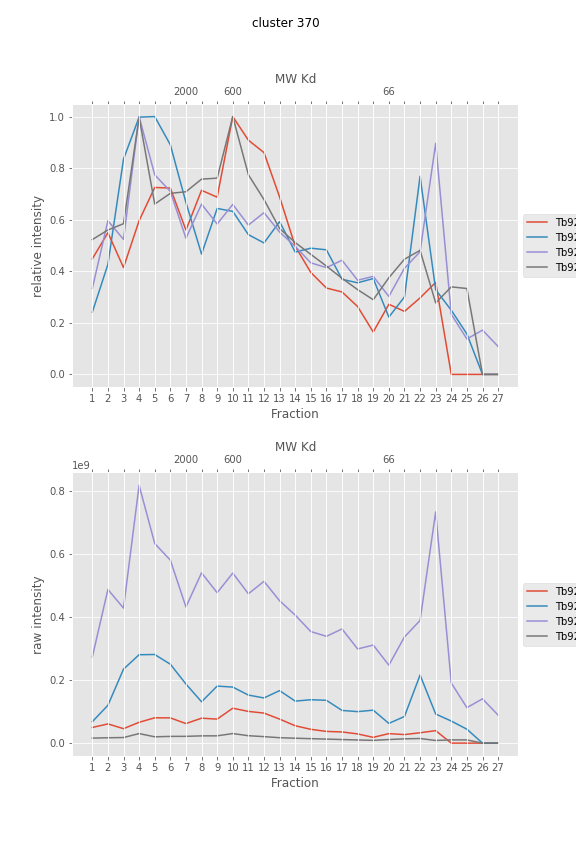 cluster 370
MW Kd
2000 600 66
1.0
0.8
0.6
0.4
0.2
0.0
relative intensity
Tb92
Tb92
Tb92
Tb92
1 2 3 4 5 6 7 8 9 10 11 12 13 14 15 16 17 18 19 20 21 22 23 24 25 26 27
Fraction
MW Kd
1e9
2000 600 66
0.8
0.6
0.4
0.2
0.0
raw intensity
Tb92
Tb92
Tb92
Tb92
1 2 3 4 5 6 7 8 9 10 11 12 13 14 15 16 17 18 19 20 21 22 23 24 25 26 27
Fraction